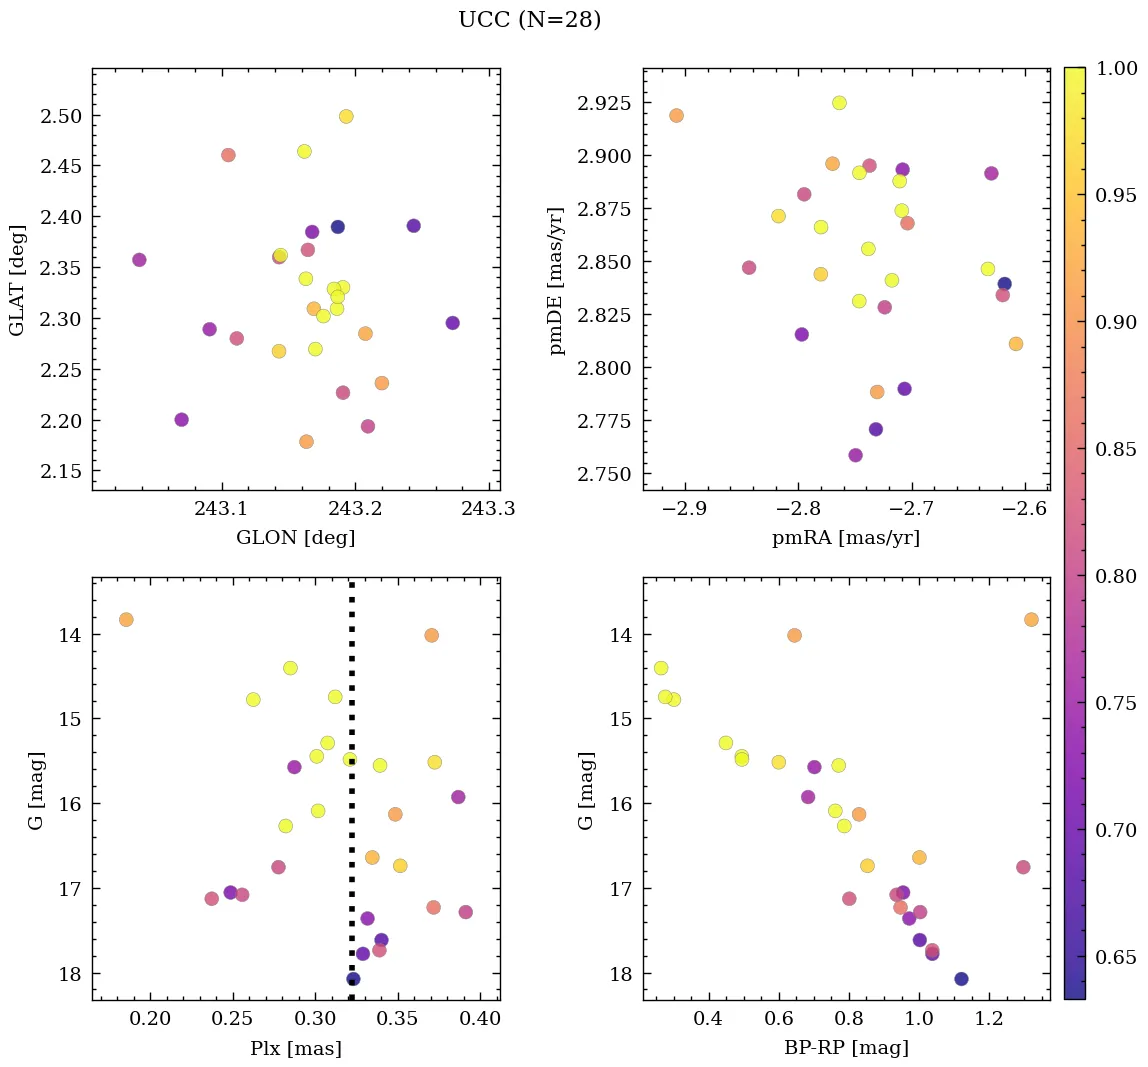 UCC (N=28)
2.50
2.45
2.40
2.35
2.30
2.25
2.20
2.15
GLAT [deg]
243.1 243.2 243.3
GLON [deg]
2.925
2.900
2.875
2.850
2.825
2.800
2.775
2.750
pmDE [mas/yr]
−2.9 −2.8 −2.7 −2.6
pmRA [mas/yr]
14
15
16
17
18
G [mag]
0.20 0.25 0.30 0.35 0.40
Plx [mas]
14
15
16
17
18
G [mag]
0.4 0.6 0.8 1.0 1.2
BP-RP [mag]
1.00
0.95
0.90
0.85
0.80
0.75
0.70
0.65